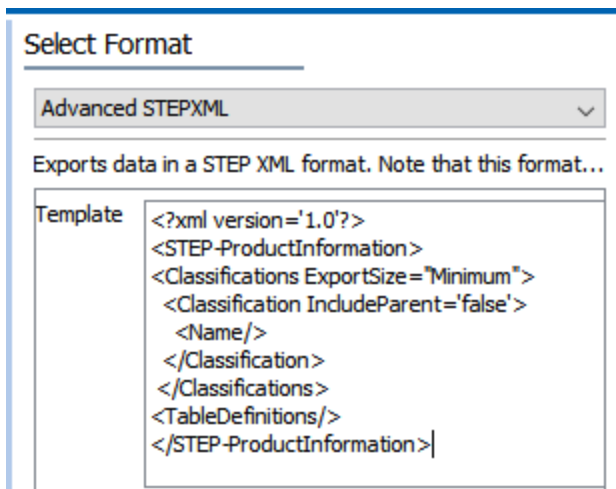 Select Format
Advanced STEPXML
Exports data in a STEP XML format. Note that this format...
Template
<?xml version='1.0'?>
<STEP-ProductInformation>
<Classifications ExportSize="Minimum">
<Classification IncludeParent='false'>
<Name/>
</Classification>
</Classifications>
<TableDefinitions/>
</STEP-ProductInformation>